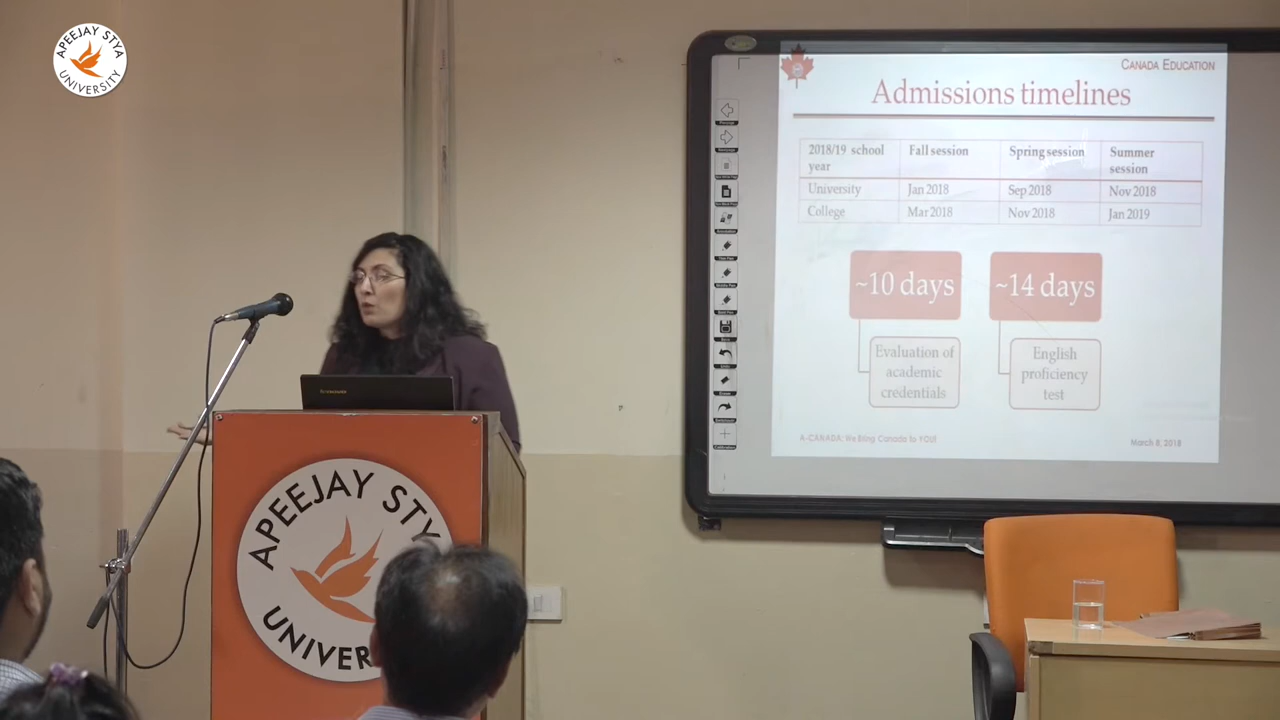 APEEJAY STYA
UNIVERSITY
CANADA EDUCATION
Admissions timelines
2018/19 school year Fall session Spring session Summer session
University Jan 2018 Sep 2018 Nov 2018
College Mar 2018 Nov 2018 Jan 2019
~10 days
~14 days
Evaluation of
academic
credentials
English
proficiency
test
A-CANADA: We Bring Canada to YOU!
March 8, 2018
lenovo
APEEJAY STY
UNIVER